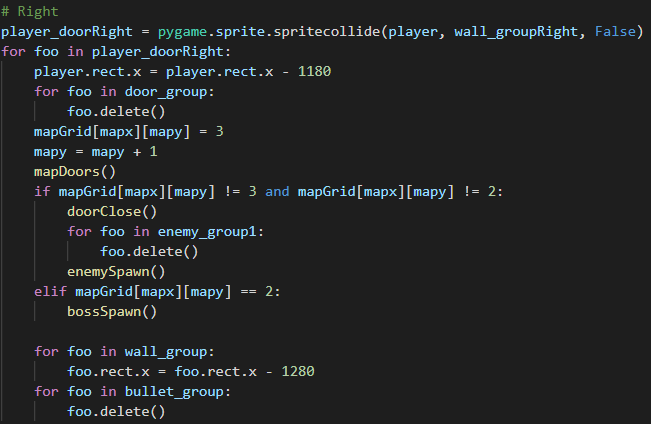 # Right
player_doorRight = pygame.sprite.spritecollide(player, wall_groupRight, False)
for foo in player_doorRight:
    player.rect.x = player.rect.x - 1180
    for foo in door_group:
        foo.delete()
    mapGrid[mapx][mapy] = 3
    mapy = mapy + 1
    mapDoors()
    if mapGrid[mapx][mapy] != 3 and mapGrid[mapx][mapy] != 2:
        doorClose()
        for foo in enemy_group1:
            foo.delete()
        enemySpawn()
    elif mapGrid[mapx][mapy] == 2:
        bossSpawn()

    for foo in wall_group:
        foo.rect.x = foo.rect.x - 1280
    for foo in bullet_group:
        foo.delete()